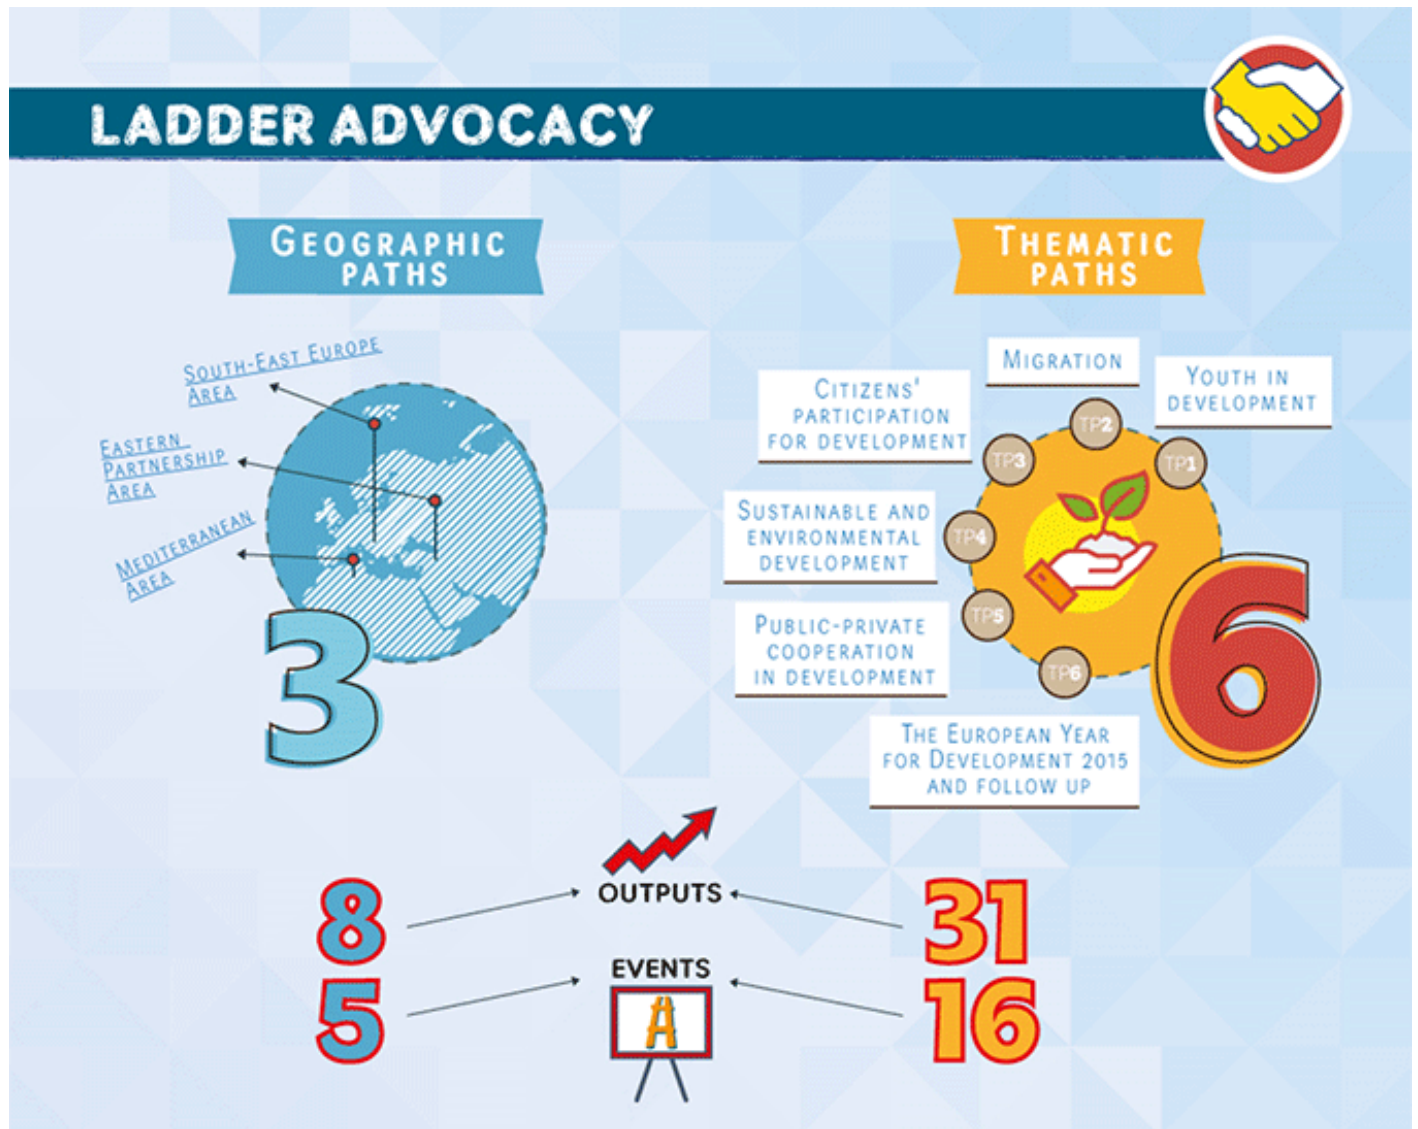 LADDER ADVOCACY
GEOGRAPHIC
PATHS
SOUTH-EAST EUROPE
AREA
EASTERN
PARTNERSHIP
AREA
MEDITERRANEAN
AREA
3
THEMATIC
PATHS
MIGRATION
YOUTH IN
DEVELOPMENT
CITIZENS'
PARTICIPATION
FOR DEVELOPMENT
SUSTAINABLE AND
ENVIRONMENTAL
DEVELOPMENT
PUBLIC-PRIVATE
COOPERATION
IN DEVELOPMENT
THE EUROPEAN YEAR
FOR DEVELOPMENT 2015
AND FOLLOW UP
TP2
TP3
TP1
TP4
TP5
TP6
6
8
OUTPUTS
31
5
EVENTS
16